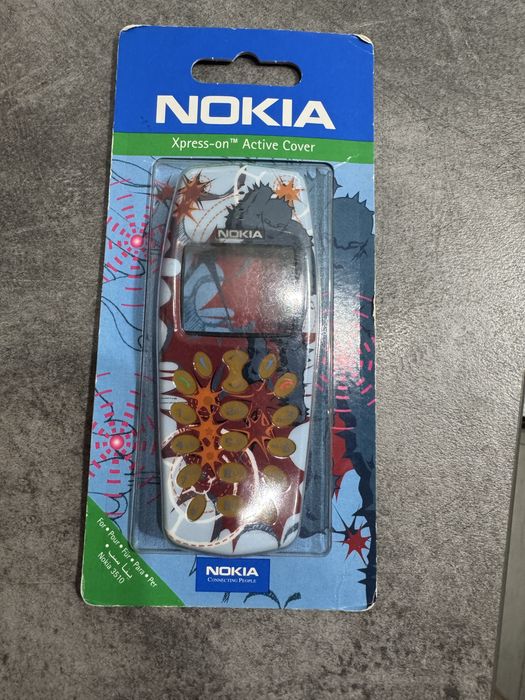 NOKIA
Xpress-on™ Active Cover
NOKIA
For • Pour • Für • Para • Per
Nokia 3510
NOKIA
CONNECTING PEOPLE